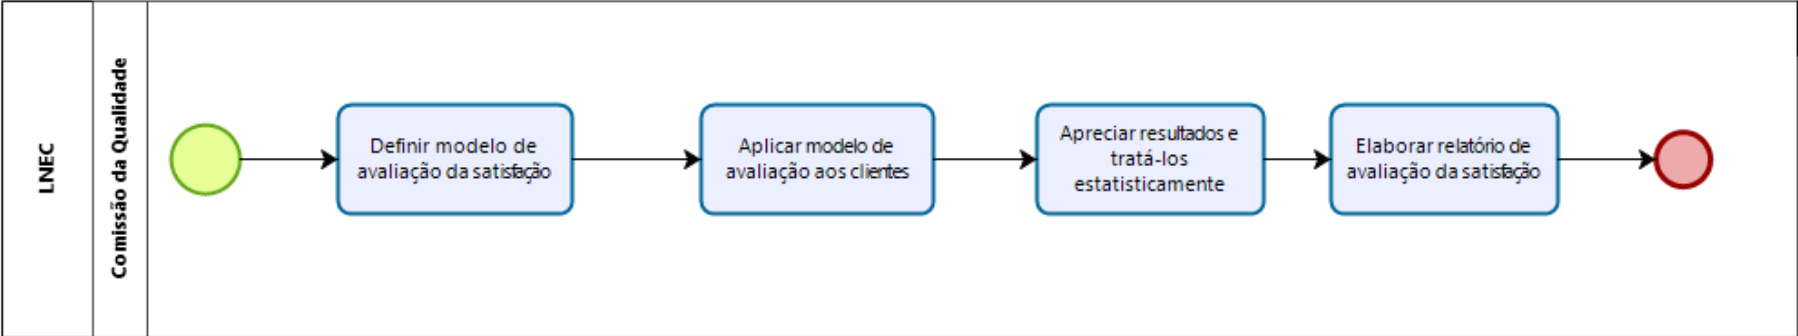 LNEC
Comissão da Qualidade
Definir modelo de
avaliação da satisfação
Aplicar modelo de
avaliação aos clientes
Apreciar resultados e
tratá-los
estatisticamente
Elaborar relatório de
avaliação da satisfação